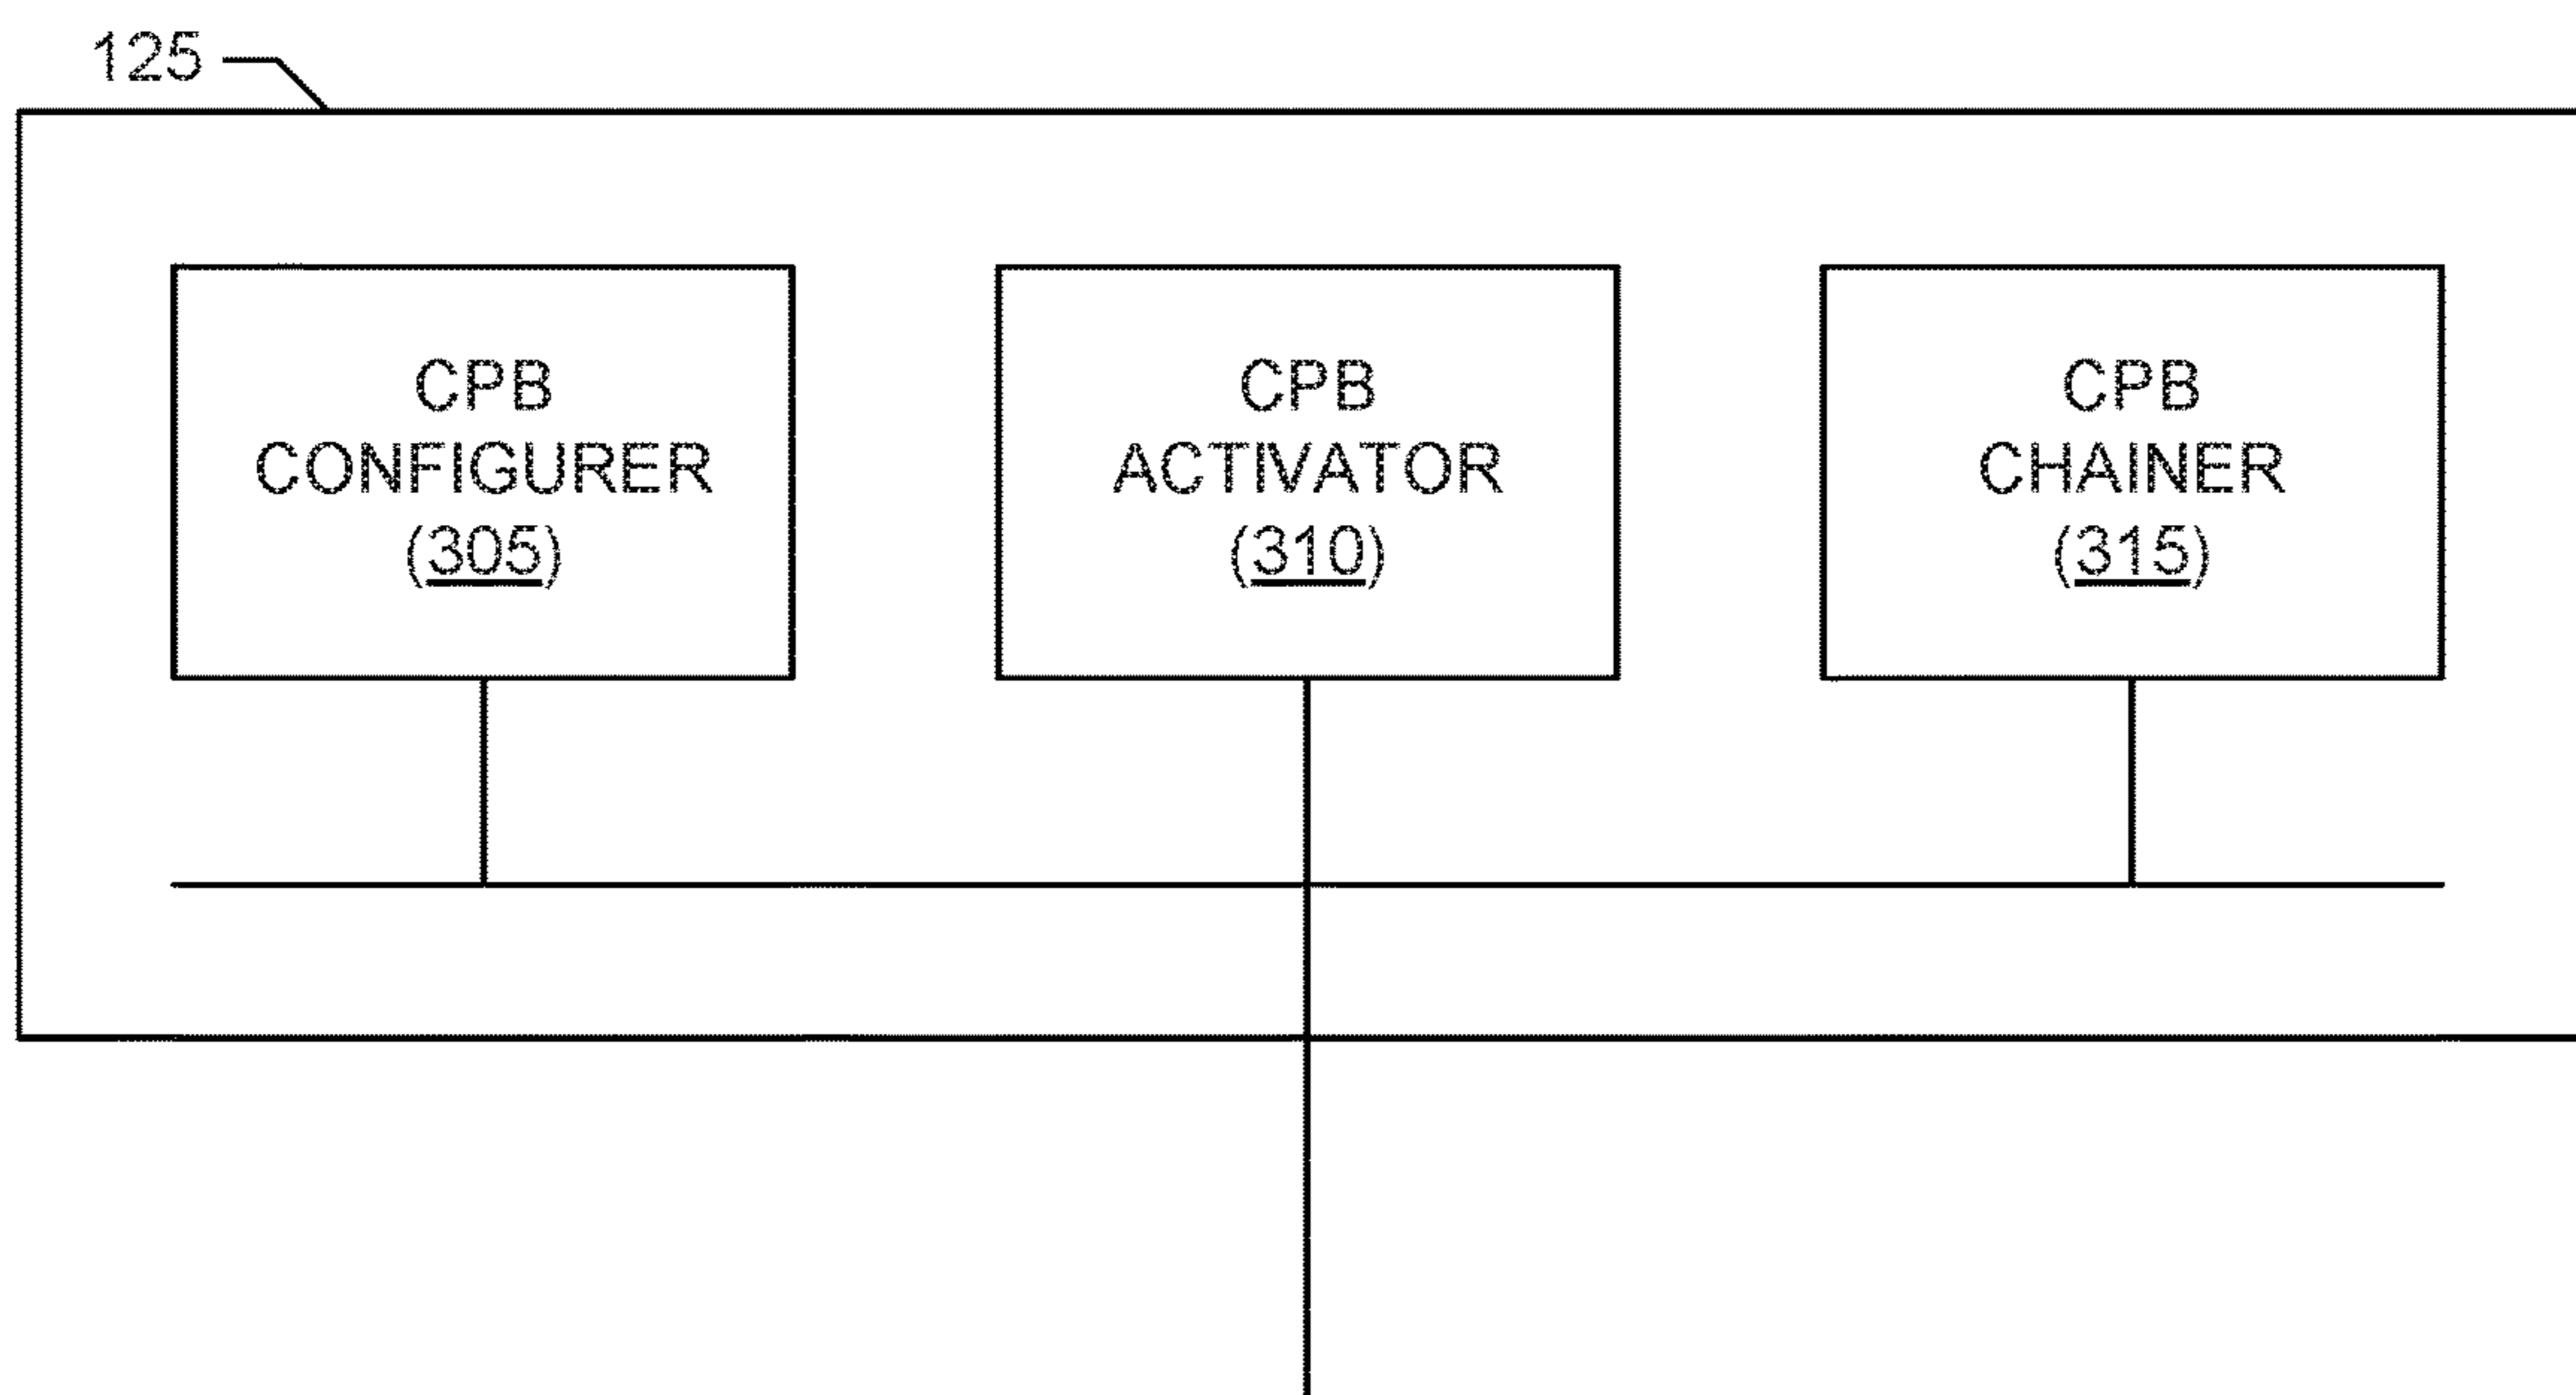 125
CPB
CONFIGURER
(305)
CPB
ACTIVATOR
(310)
CPB
CHAINER
(315)